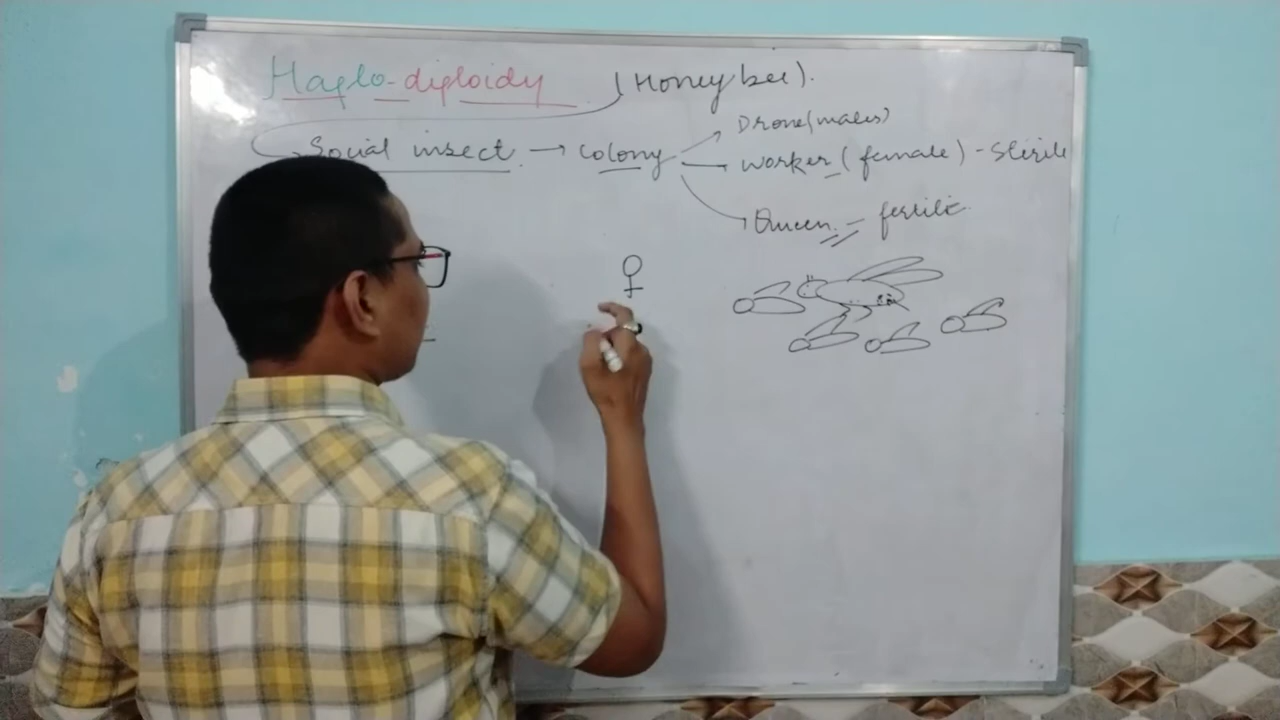 Haplo-diploidy (Honey bee).
Social insect. → Colony
Drone (males)
worker (female) - Sterile
Queen. - fertile.
♀